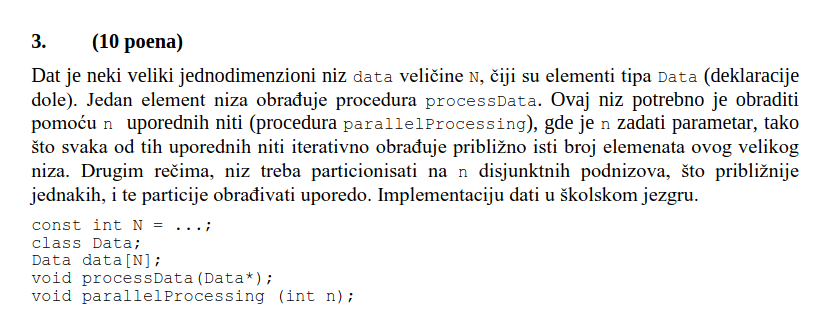 3. (10 poena)
Dat je neki veliki jednodimenzioni niz data veličine N, čiji su elementi tipa Data (deklaracije
dole). Jedan element niza obrađuje procedura processData. Ovaj niz potrebno je obraditi
pomoću n uporednih niti (procedura parallelProcessing), gde je n zadati parametar, tako
što svaka od tih uporednih niti iterativno obrađuje približno isti broj elemenata ovog velikog
niza. Drugim rečima, niz treba particionisati na n disjunktnih podnizova, što približnije
jednakih, i te particije obrađivati uporedo. Implementaciju dati u školskom jezgru.
const int N = ...;
class Data;
Data data[N];
void processData(Data*);
void parallelProcessing (int n);